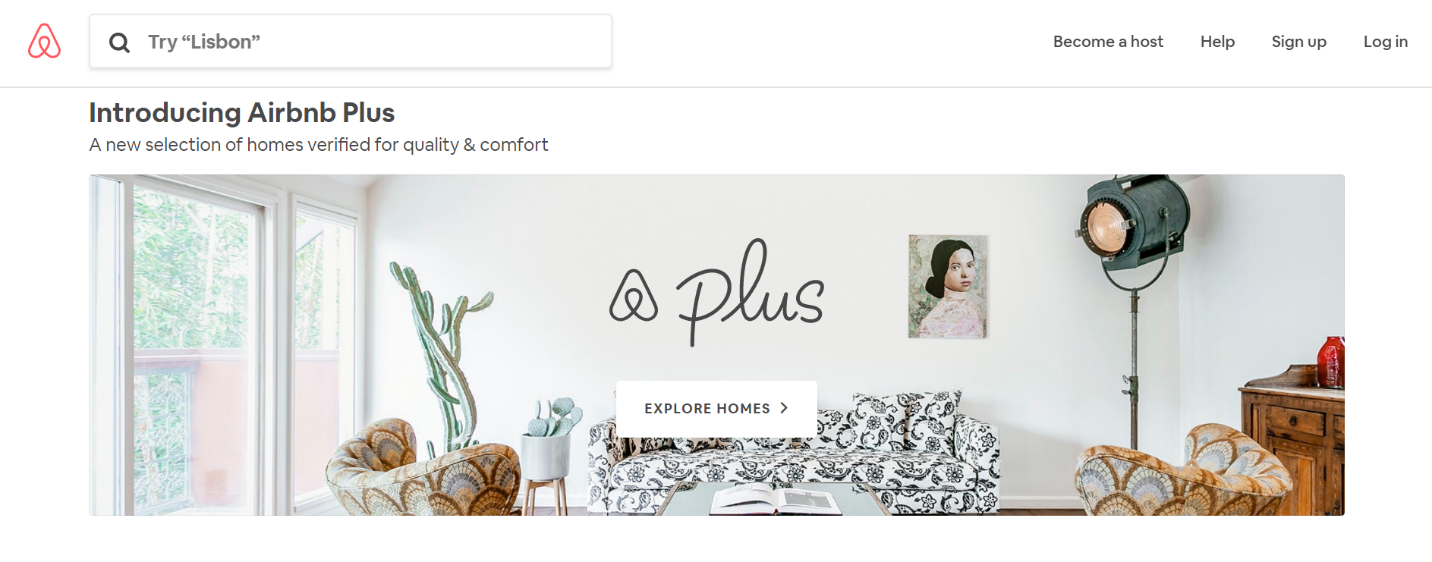 Try “Lisbon”
Become a host
Help
Sign up
Log in
Introducing Airbnb Plus
A new selection of homes verified for quality & comfort
plus
EXPLORE HOMES